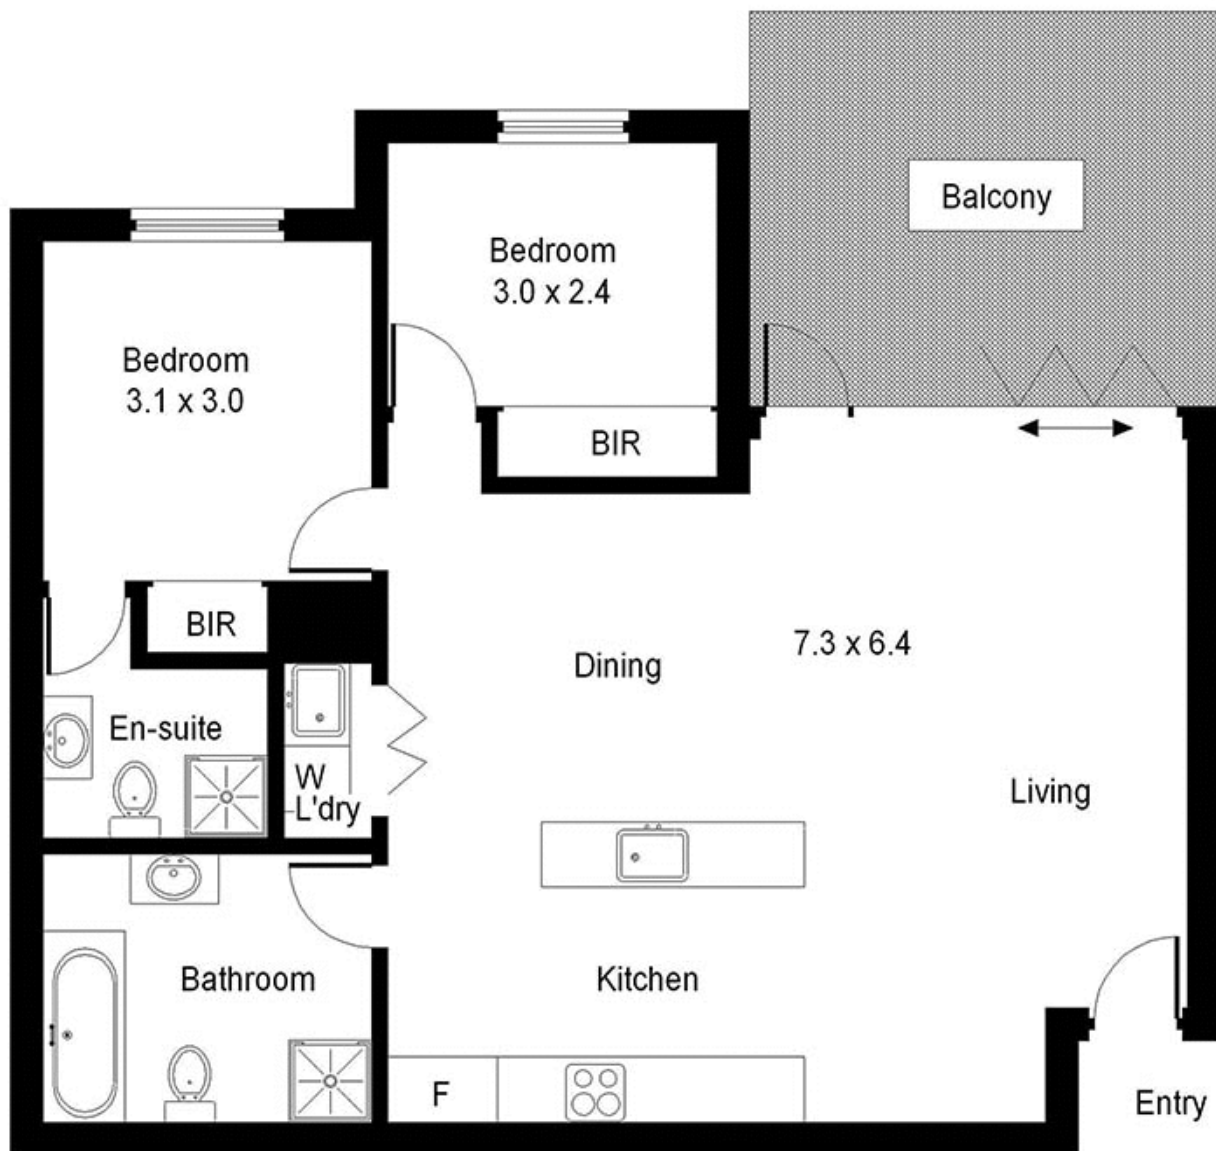 Balcony
Bedroom
3.0 x 2.4
Bedroom
3.1 x 3.0
BIR
BIR
Dining
7.3 x 6.4
En-suite
W
L'dry
Living
Bathroom
Kitchen
F
Entry